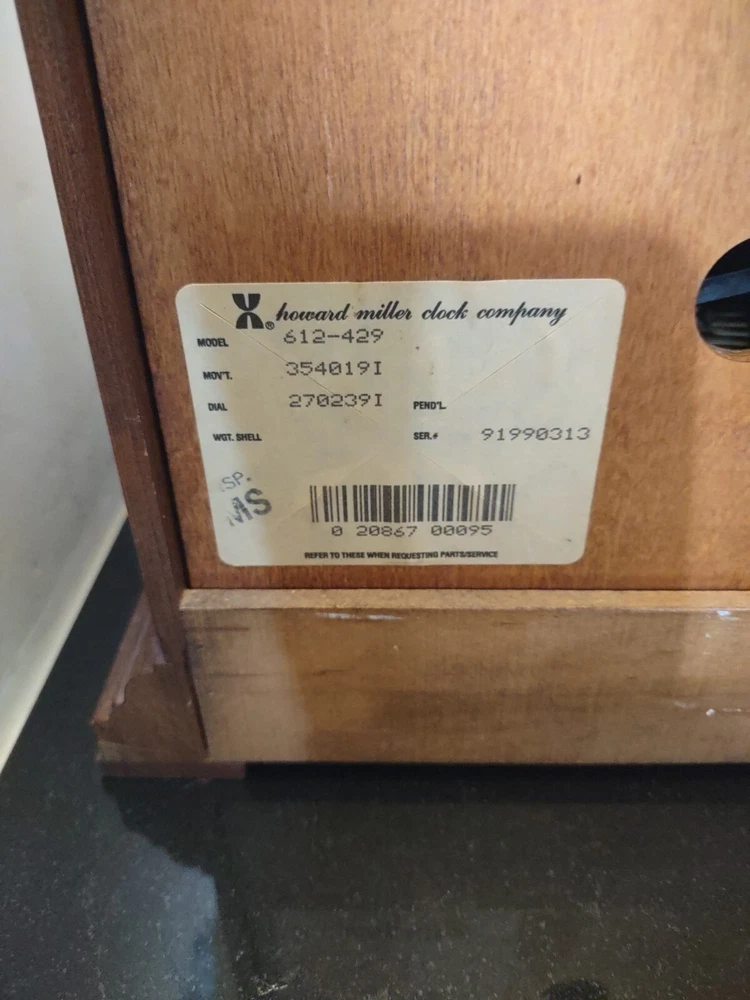 howard miller clock company
MODEL 612-429
MOV'T. 354019I
DIAL 270239I PEND'L
WGT. SHELL SER.# 91990313
SP.
MS
0 20867 00095
REFER TO THESE WHEN REQUESTING PARTS/SERVICE